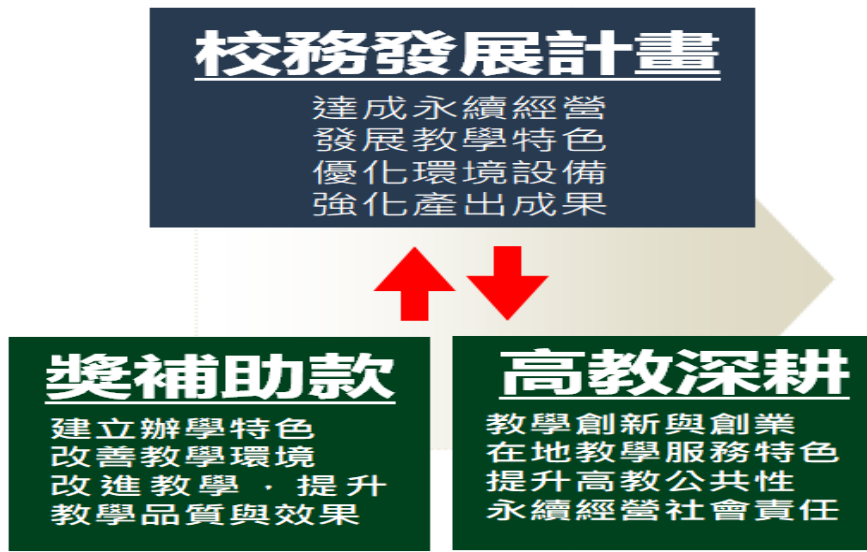 校務發展計畫
達成永續經營
發展教學特色
優化環境設備
強化產出成果
獎補助款
建立辦學特色
改善教學環境
改進教學．提升
教學品質與效果
高教深耕
教學創新與創業
在地教學服務特色
提升高教公共性
永續經營社會責任